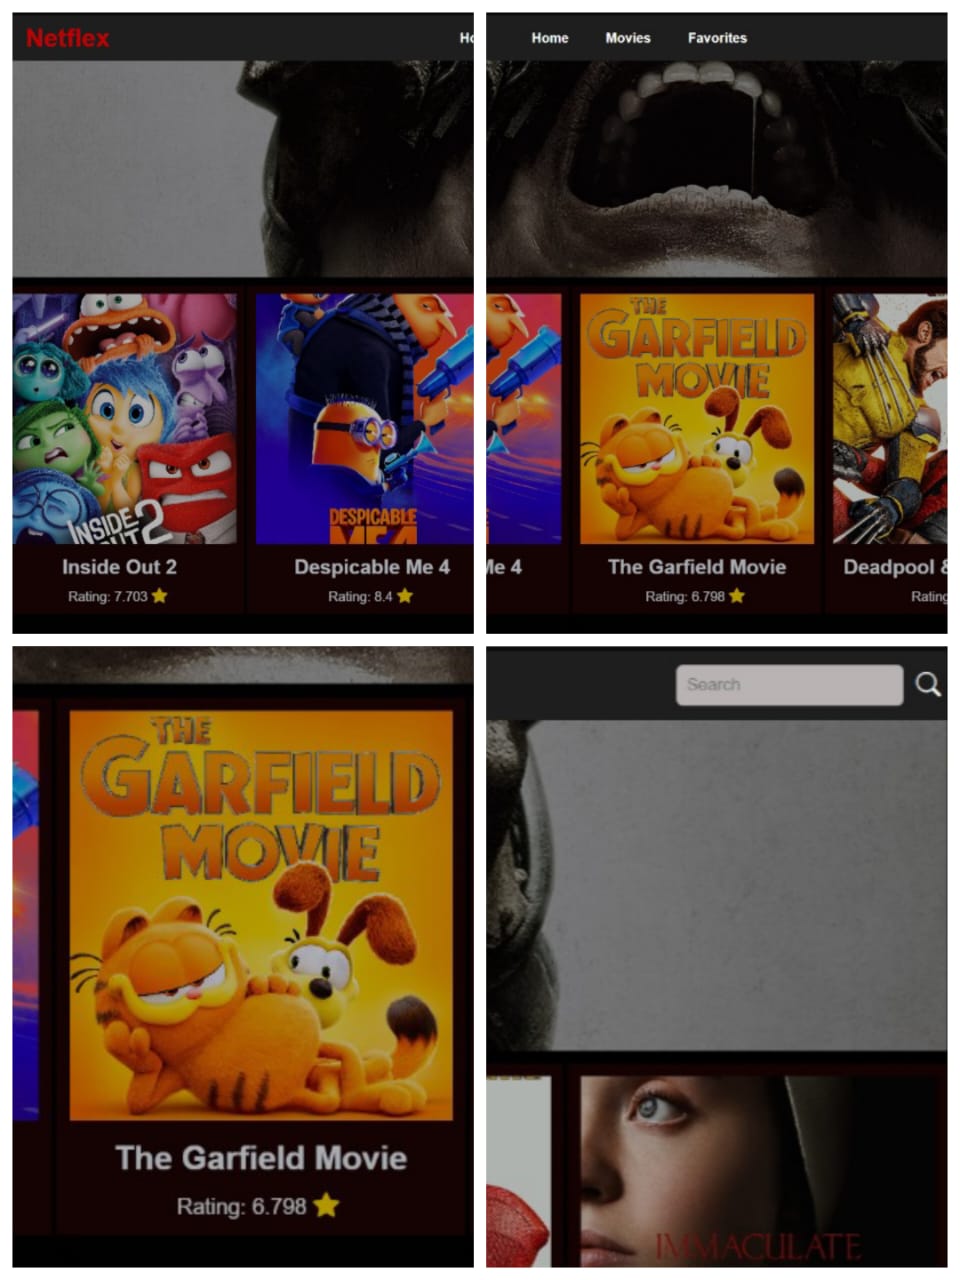 Netflex
Ho
INSIDE
OUT 2
DESPICABLE
ME 4
Inside Out 2
Despicable Me 4
Rating: 7.703
Rating: 8.4
Home Movies Favorites
THE
GARFIELD
MOVIE
Me 4
The Garfield Movie
Deadpool &
Rating: 6.798
Rating
THE
GARFIELD
MOVIE
The Garfield Movie
Rating: 6.798
Search
IMMACULATE